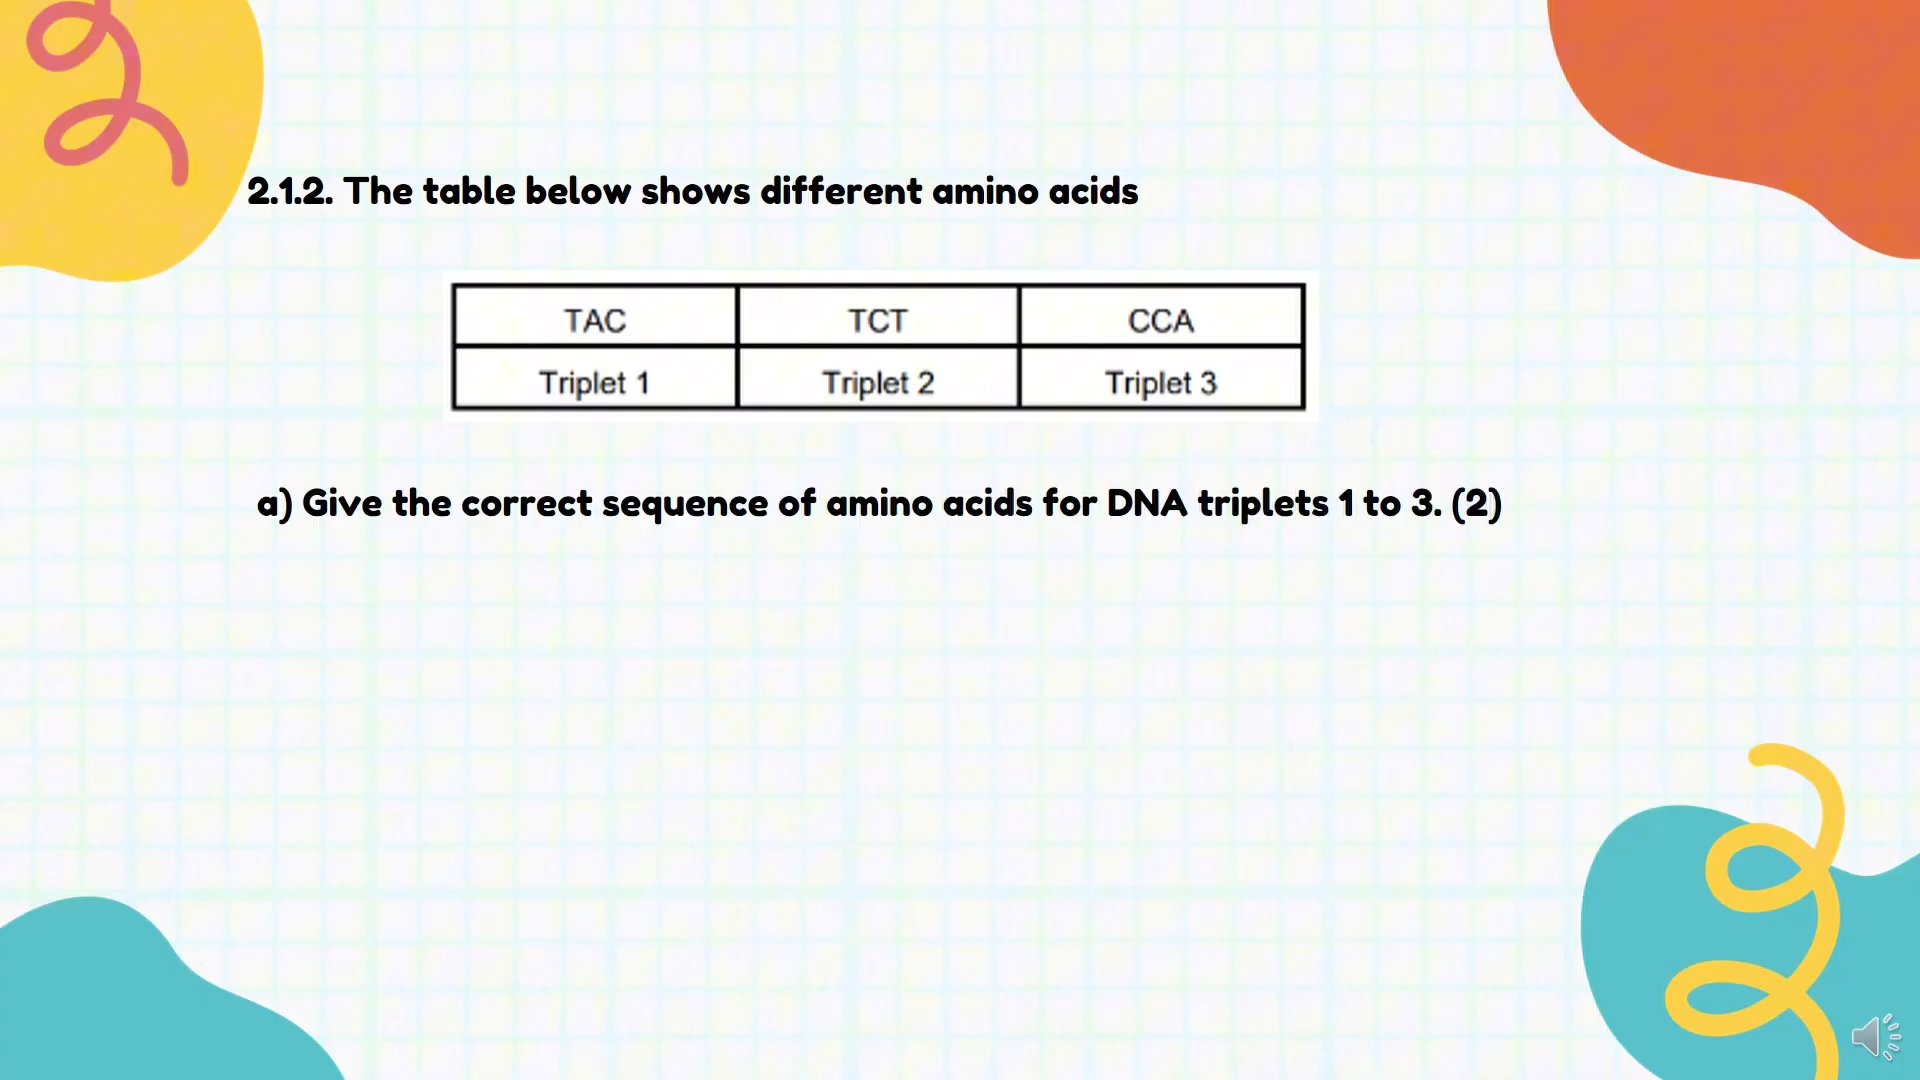 2.1.2. The table below shows different amino acids
TAC TCT CCA
Triplet 1 Triplet 2 Triplet 3
a) Give the correct sequence of amino acids for DNA triplets 1 to 3. (2)